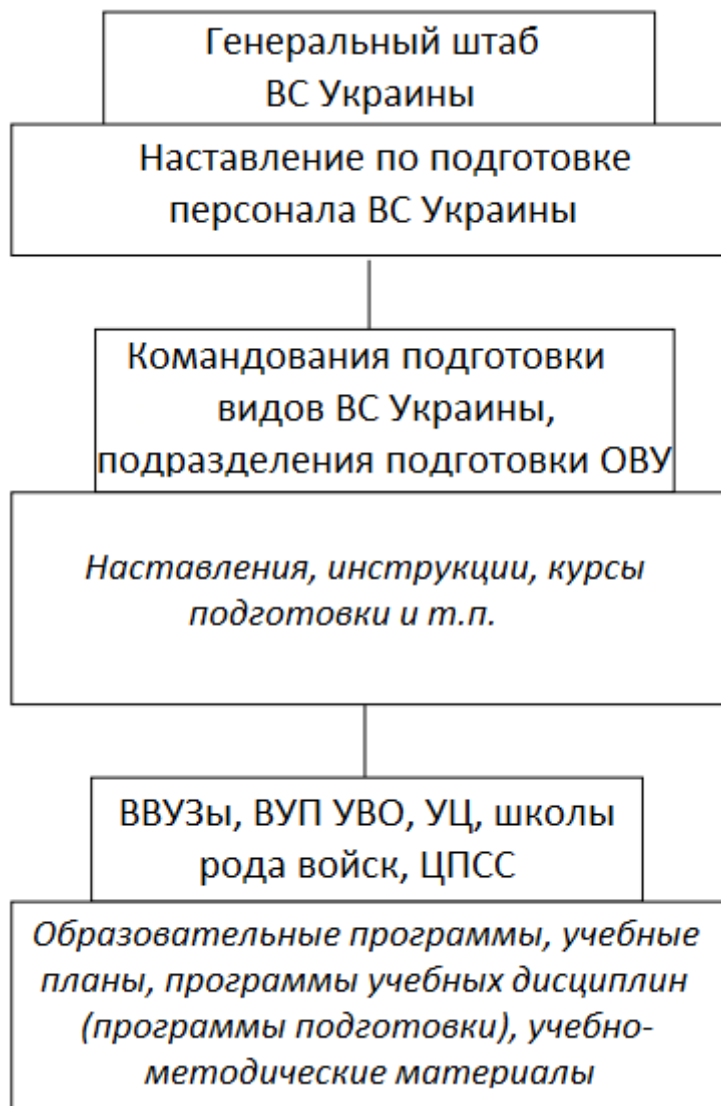 Генеральный штаб
ВС Украины
Наставление по подготовке
персонала ВС Украины
Командования подготовки
видов ВС Украины,
подразделения подготовки ОВУ
Наставления, инструкции, курсы
подготовки и т.п.
ВВУЗы, ВУП УВО, УЦ, школы
рода войск, ЦПСС
Образовательные программы, учебные
планы, программы учебных дисциплин
(программы подготовки), учебно-
методические материалы